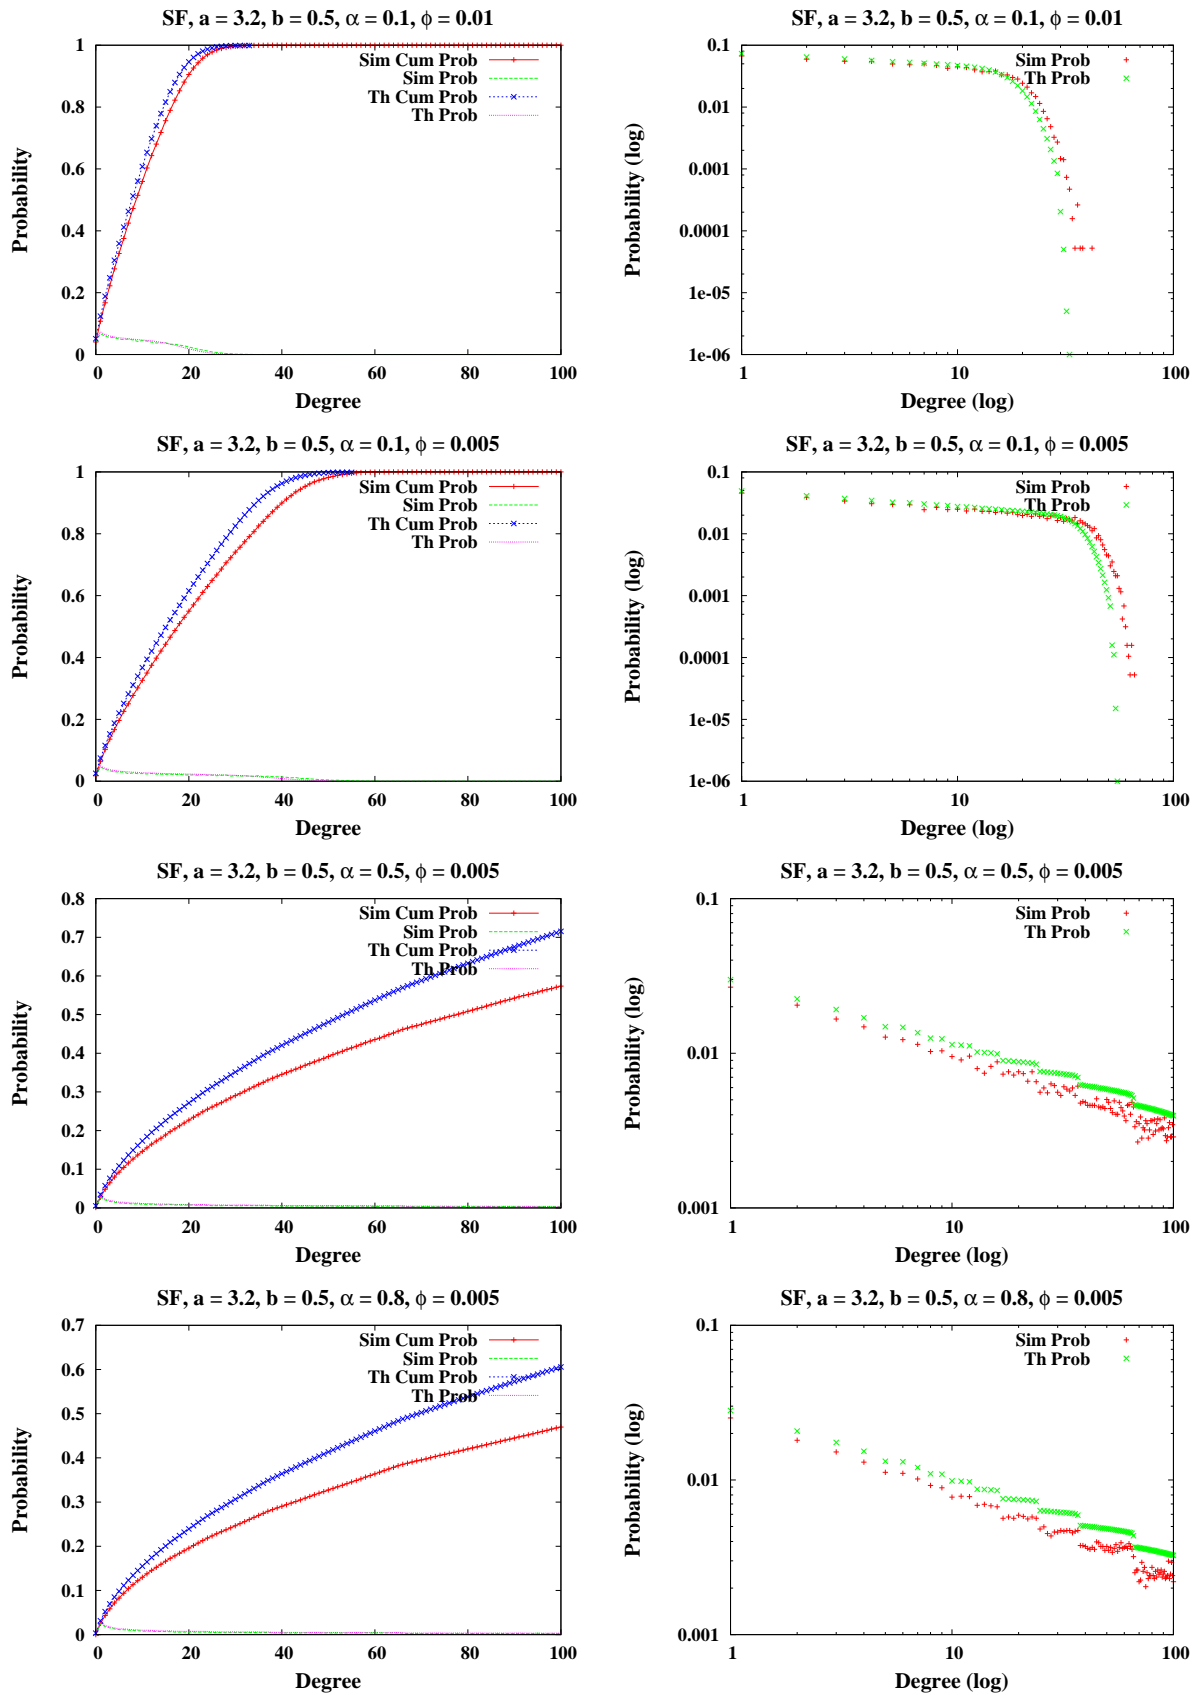 SF, a = 3.2, b = 0.5, α = 0.1, ϕ = 0.01
Probability
1
0.8
0.6
0.4
0.2
0
Sim Cum Prob
Sim Prob
Th Cum Prob
Th Prob
0 20 40 60 80 100
Degree
SF, a = 3.2, b = 0.5, α = 0.1, ϕ = 0.01
Probability (log)
0.1
0.01
0.001
0.0001
1e-05
1e-06
Sim Prob
Th Prob
1 10 100
Degree (log)
SF, a = 3.2, b = 0.5, α = 0.1, ϕ = 0.005
Probability
1
0.8
0.6
0.4
0.2
0
Sim Cum Prob
Sim Prob
Th Cum Prob
Th Prob
0 20 40 60 80 100
Degree
SF, a = 3.2, b = 0.5, α = 0.1, ϕ = 0.005
Probability (log)
0.1
0.01
0.001
0.0001
1e-05
1e-06
Sim Prob
Th Prob
1 10 100
Degree (log)
SF, a = 3.2, b = 0.5, α = 0.5, ϕ = 0.005
Probability
0.8
0.7
0.6
0.5
0.4
0.3
0.2
0.1
0
Sim Cum Prob
Sim Prob
Th Cum Prob
Th Prob
0 20 40 60 80 100
Degree
SF, a = 3.2, b = 0.5, α = 0.5, ϕ = 0.005
Probability (log)
0.1
0.01
0.001
Sim Prob
Th Prob
1 10 100
Degree (log)
SF, a = 3.2, b = 0.5, α = 0.8, ϕ = 0.005
Probability
0.7
0.6
0.5
0.4
0.3
0.2
0.1
0
Sim Cum Prob
Sim Prob
Th Cum Prob
Th Prob
0 20 40 60 80 100
Degree
SF, a = 3.2, b = 0.5, α = 0.8, ϕ = 0.005
Probability (log)
0.1
0.01
0.001
Sim Prob
Th Prob
1 10 100
Degree (log)